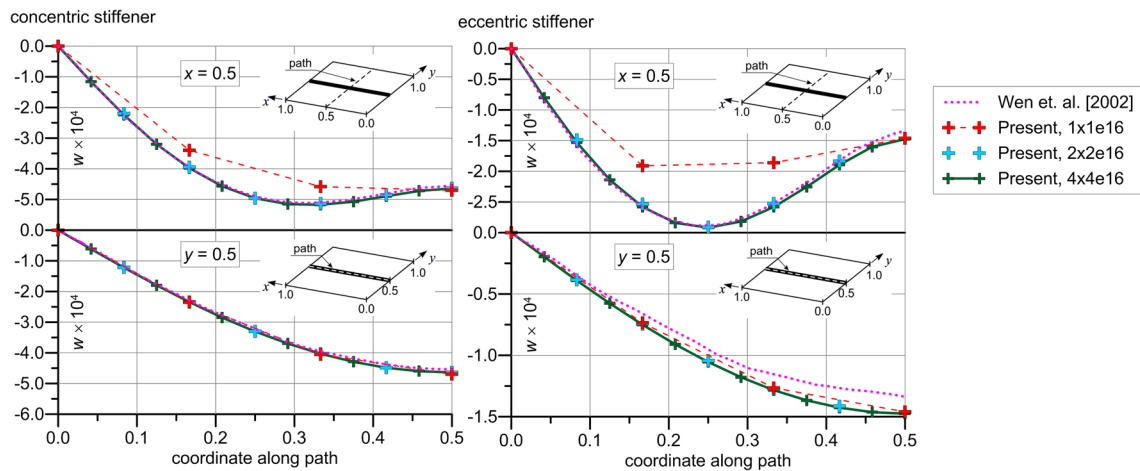 concentric stiffener
0.0
-1.0
-2.0
-3.0
-4.0
-5.0
w × 10⁴
x = 0.5
path
y
1.0
x
1.0
0.5
0.0
0.0
-1.0
-2.0
-3.0
-4.0
-5.0
-6.0
w × 10⁴
y = 0.5
path
y
1.0
0.5
x
1.0
0.0
0.0 0.1 0.2 0.3 0.4 0.5
coordinate along path
eccentric stiffener
0.0
-0.5
-1.0
-1.5
-2.0
-2.5
w × 10⁴
x = 0.5
path
y
1.0
x
1.0
0.5
0.0
0.0
-0.5
-1.0
-1.5
w × 10⁴
y = 0.5
path
y
1.0
0.5
x
1.0
0.0
0.0 0.1 0.2 0.3 0.4 0.5
coordinate along path
Wen et. al. [2002]
Present, 1x1e16
Present, 2x2e16
Present, 4x4e16